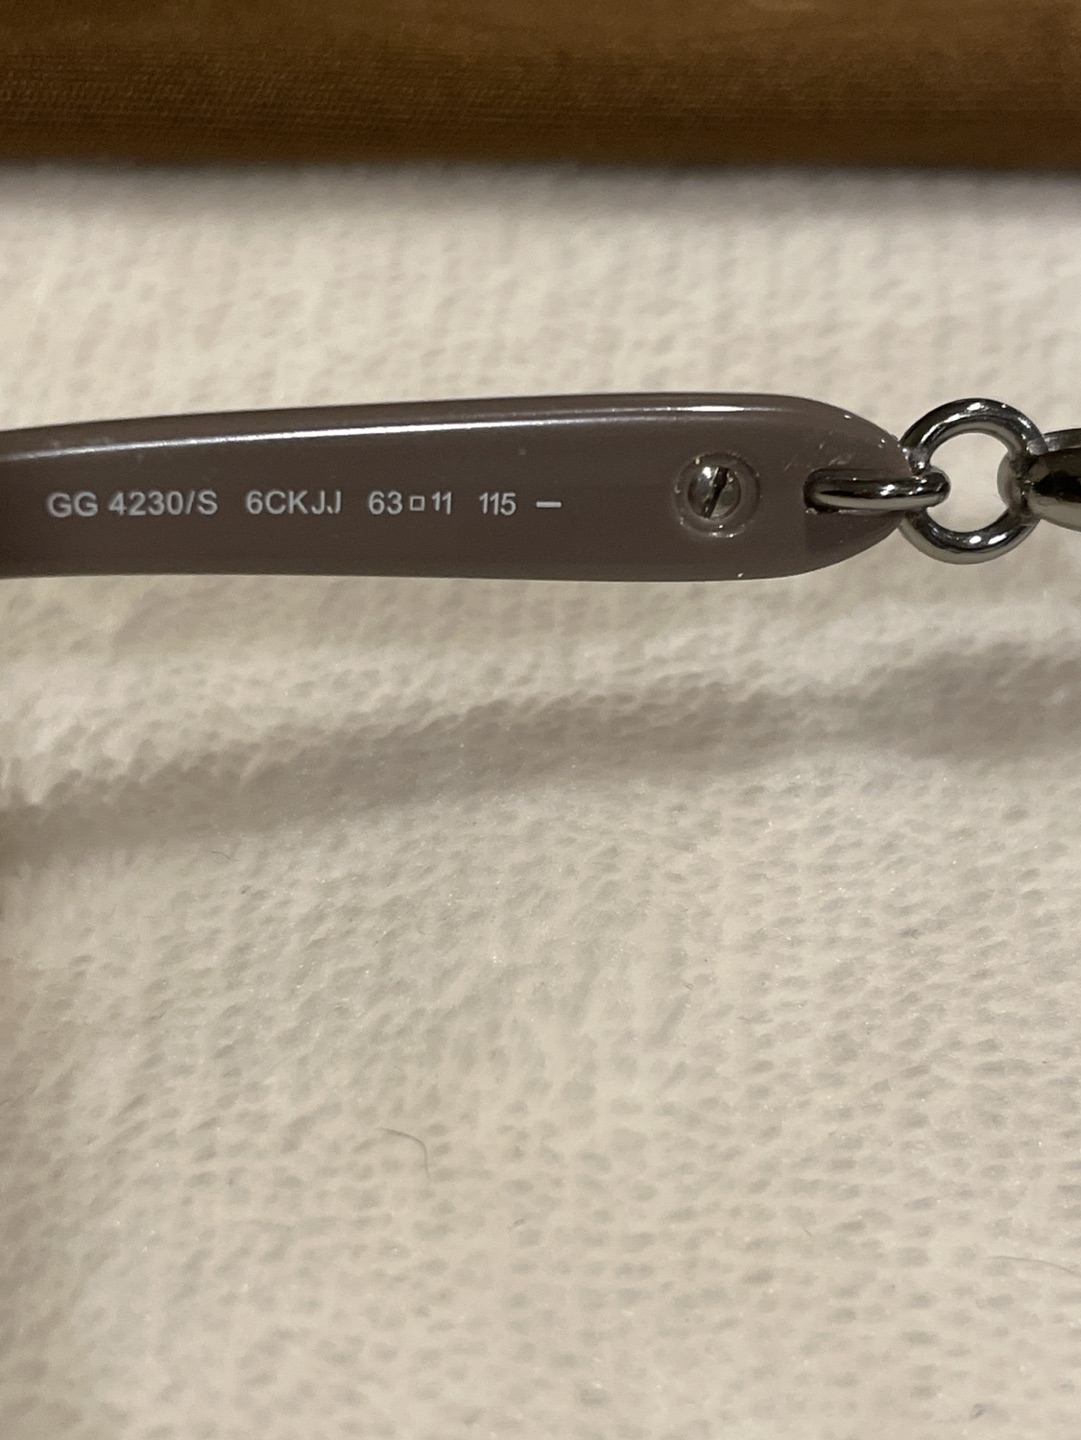 GG 4230/S 6CKJJ 63□11 115 —